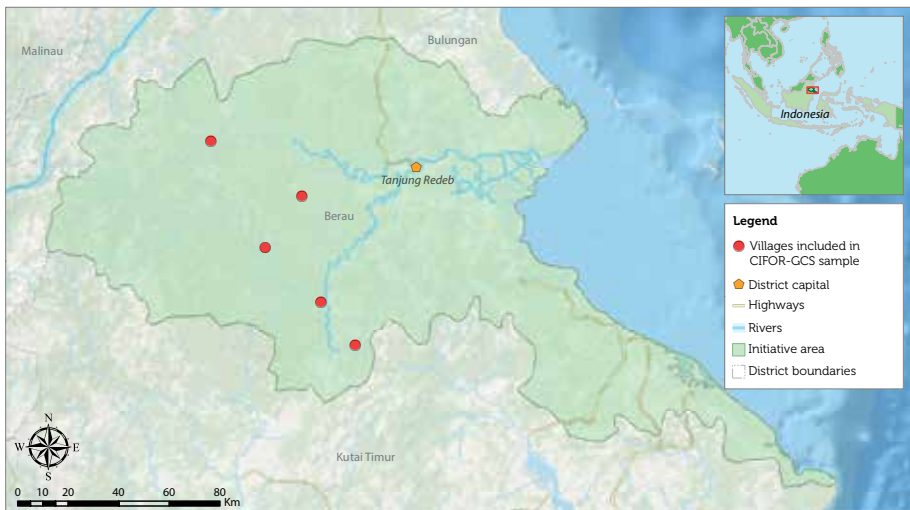 Malinau
Bulungan
Indonesia
Tanjung Redeb
Berau
Legend
Villages included in
CIFOR-GCS sample
District capital
Highways
Rivers
Initiative area
District boundaries
Kutai Timur
N
W E
S
0 10 20 40 60 80
Km